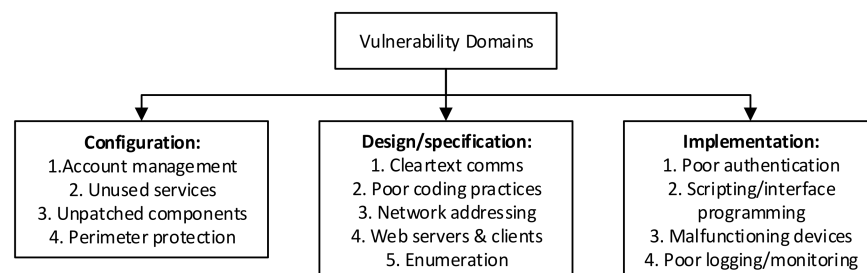 Vulnerability Domains
Configuration:
1.Account management
2. Unused services
3. Unpatched components
4. Perimeter protection
Design/specification:
1. Cleartext comms
2. Poor coding practices
3. Network addressing
4. Web servers & clients
5. Enumeration
Implementation:
1. Poor authentication
2. Scripting/interface
programming
3. Malfunctioning devices
4. Poor logging/monitoring